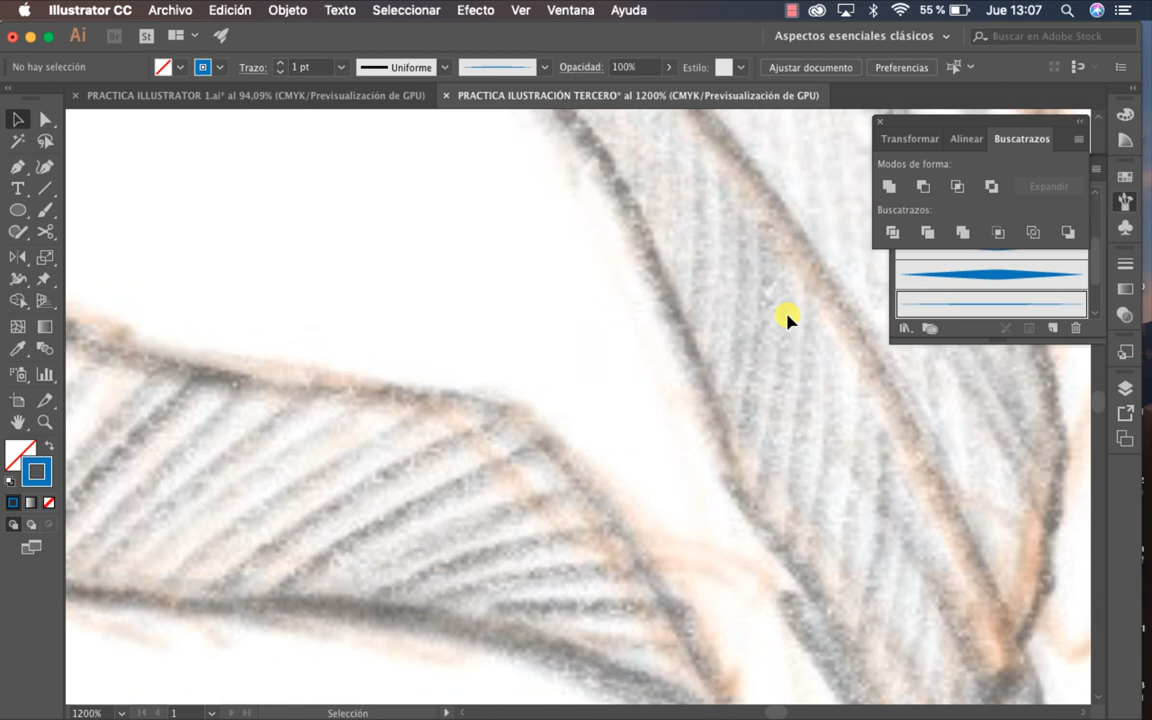 Illustrator CC Archivo Edición Objeto Texto Seleccionar Efecto Ver Ventana Ayuda 55 % Jue 13:07
Ai Br St Aspectos esenciales clásicos Buscar en Adobe Stock
No hay selección Trazo: 1 pt Uniforme Opacidad: 100% Estilo: Ajustar documento Preferencias
× PRACTICA ILLUSTRATOR 1.ai* al 94,09% (CMYK/Previsualización de GPU) × PRACTICA ILUSTRACIÓN TERCERO* al 1200% (CMYK/Previsualización de GPU)
Transformar Alinear Buscatrazos
Modos de forma:
Expandir
Buscatrazos:
1200% 1 Selección